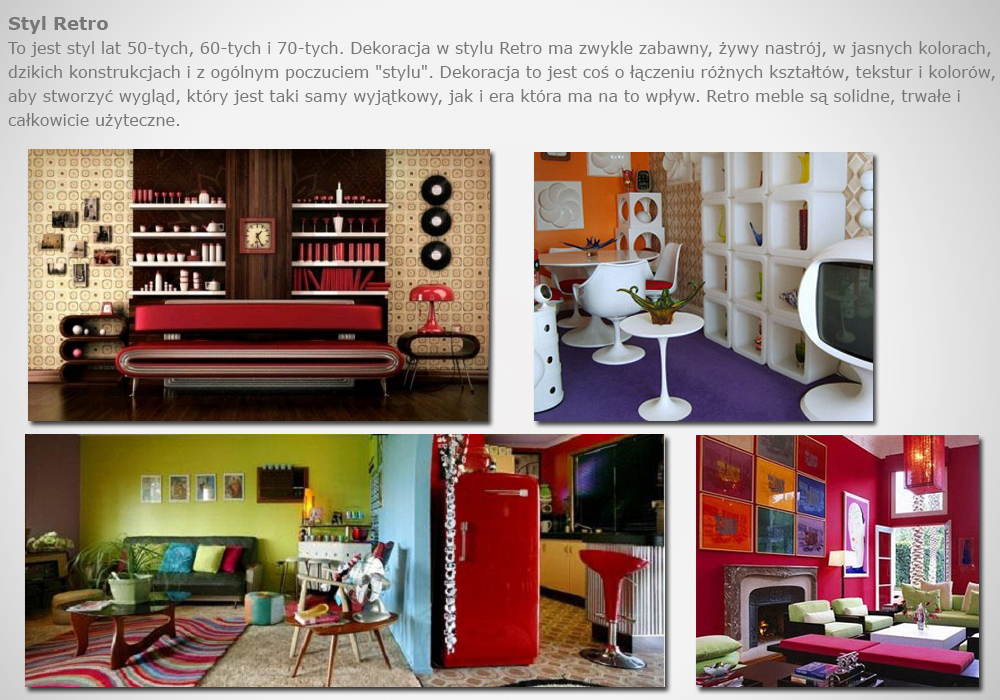 Styl Retro
To jest styl lat 50-tych, 60-tych i 70-tych. Dekoracja w stylu Retro ma zwykle zabawny, żywy nastrój, w jasnych kolorach,
dzikich konstrukcjach i z ogólnym poczuciem "stylu". Dekoracja to jest coś o łączeniu różnych kształtów, tekstur i kolorów,
aby stworzyć wygląd, który jest taki samy wyjątkowy, jak i era która ma na to wpływ. Retro meble są solidne, trwałe i
całkowicie użyteczne.